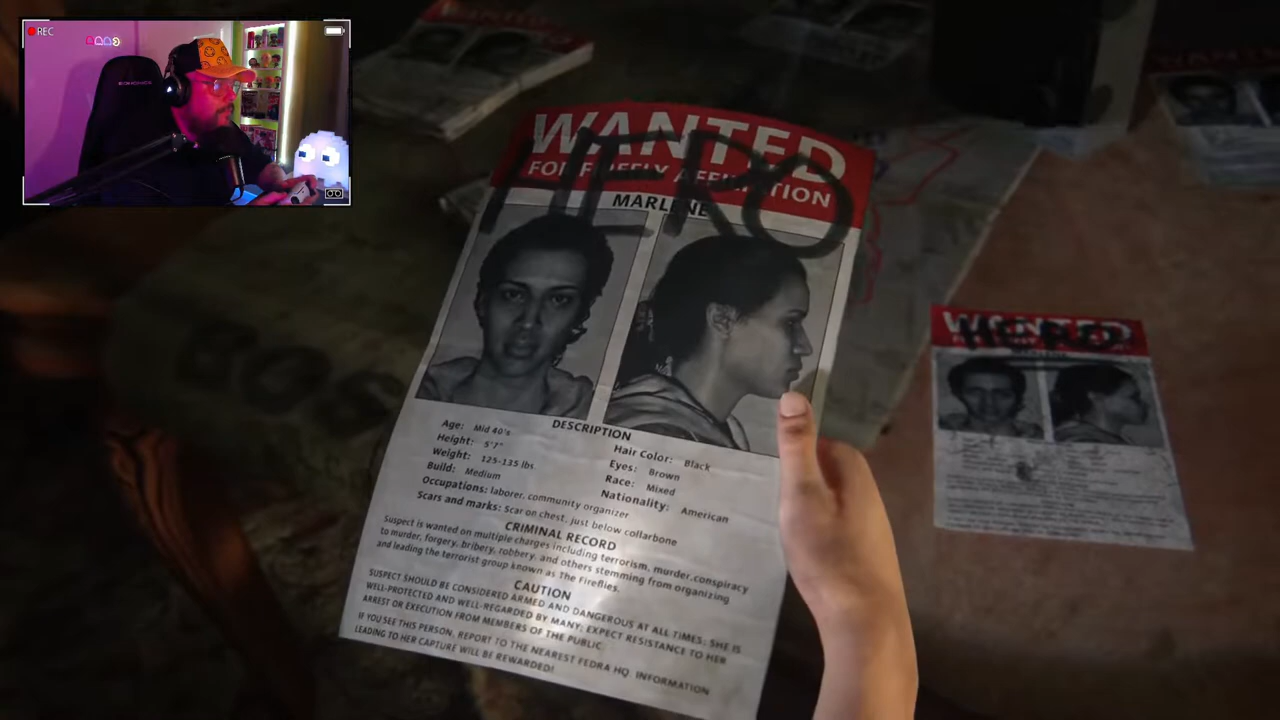 REC
WANTED
FOR FIREFLY AFFILIATION
HERO
MARLENE
DESCRIPTION
Age: Mid 40's
Height: 5'7"
Weight: 125-135 lbs
Build: Medium
Hair Color: Black
Eyes: Brown
Race: Mixed
Nationality: American
Occupations: laborer, community organizer
Scars and marks: Scar on chest, just below collarbone
CRIMINAL RECORD
Suspect is wanted on multiple charges including terrorism, murder, conspiracy
to murder, forgery, bribery, robbery, and others stemming from organizing
and leading the terrorist group known as The Fireflies.
CAUTION
SUSPECT SHOULD BE CONSIDERED ARMED AND DANGEROUS AT ALL TIMES; SHE IS
WELL-PROTECTED AND WELL-REGARDED BY MANY; EXPECT RESISTANCE TO HER
ARREST OR EXECUTION FROM MEMBERS OF THE PUBLIC.
IF YOU SEE THIS PERSON, REPORT TO THE NEAREST FEDRA HQ. INFORMATION
LEADING TO HER CAPTURE WILL BE REWARDED!
WANTED
HERO